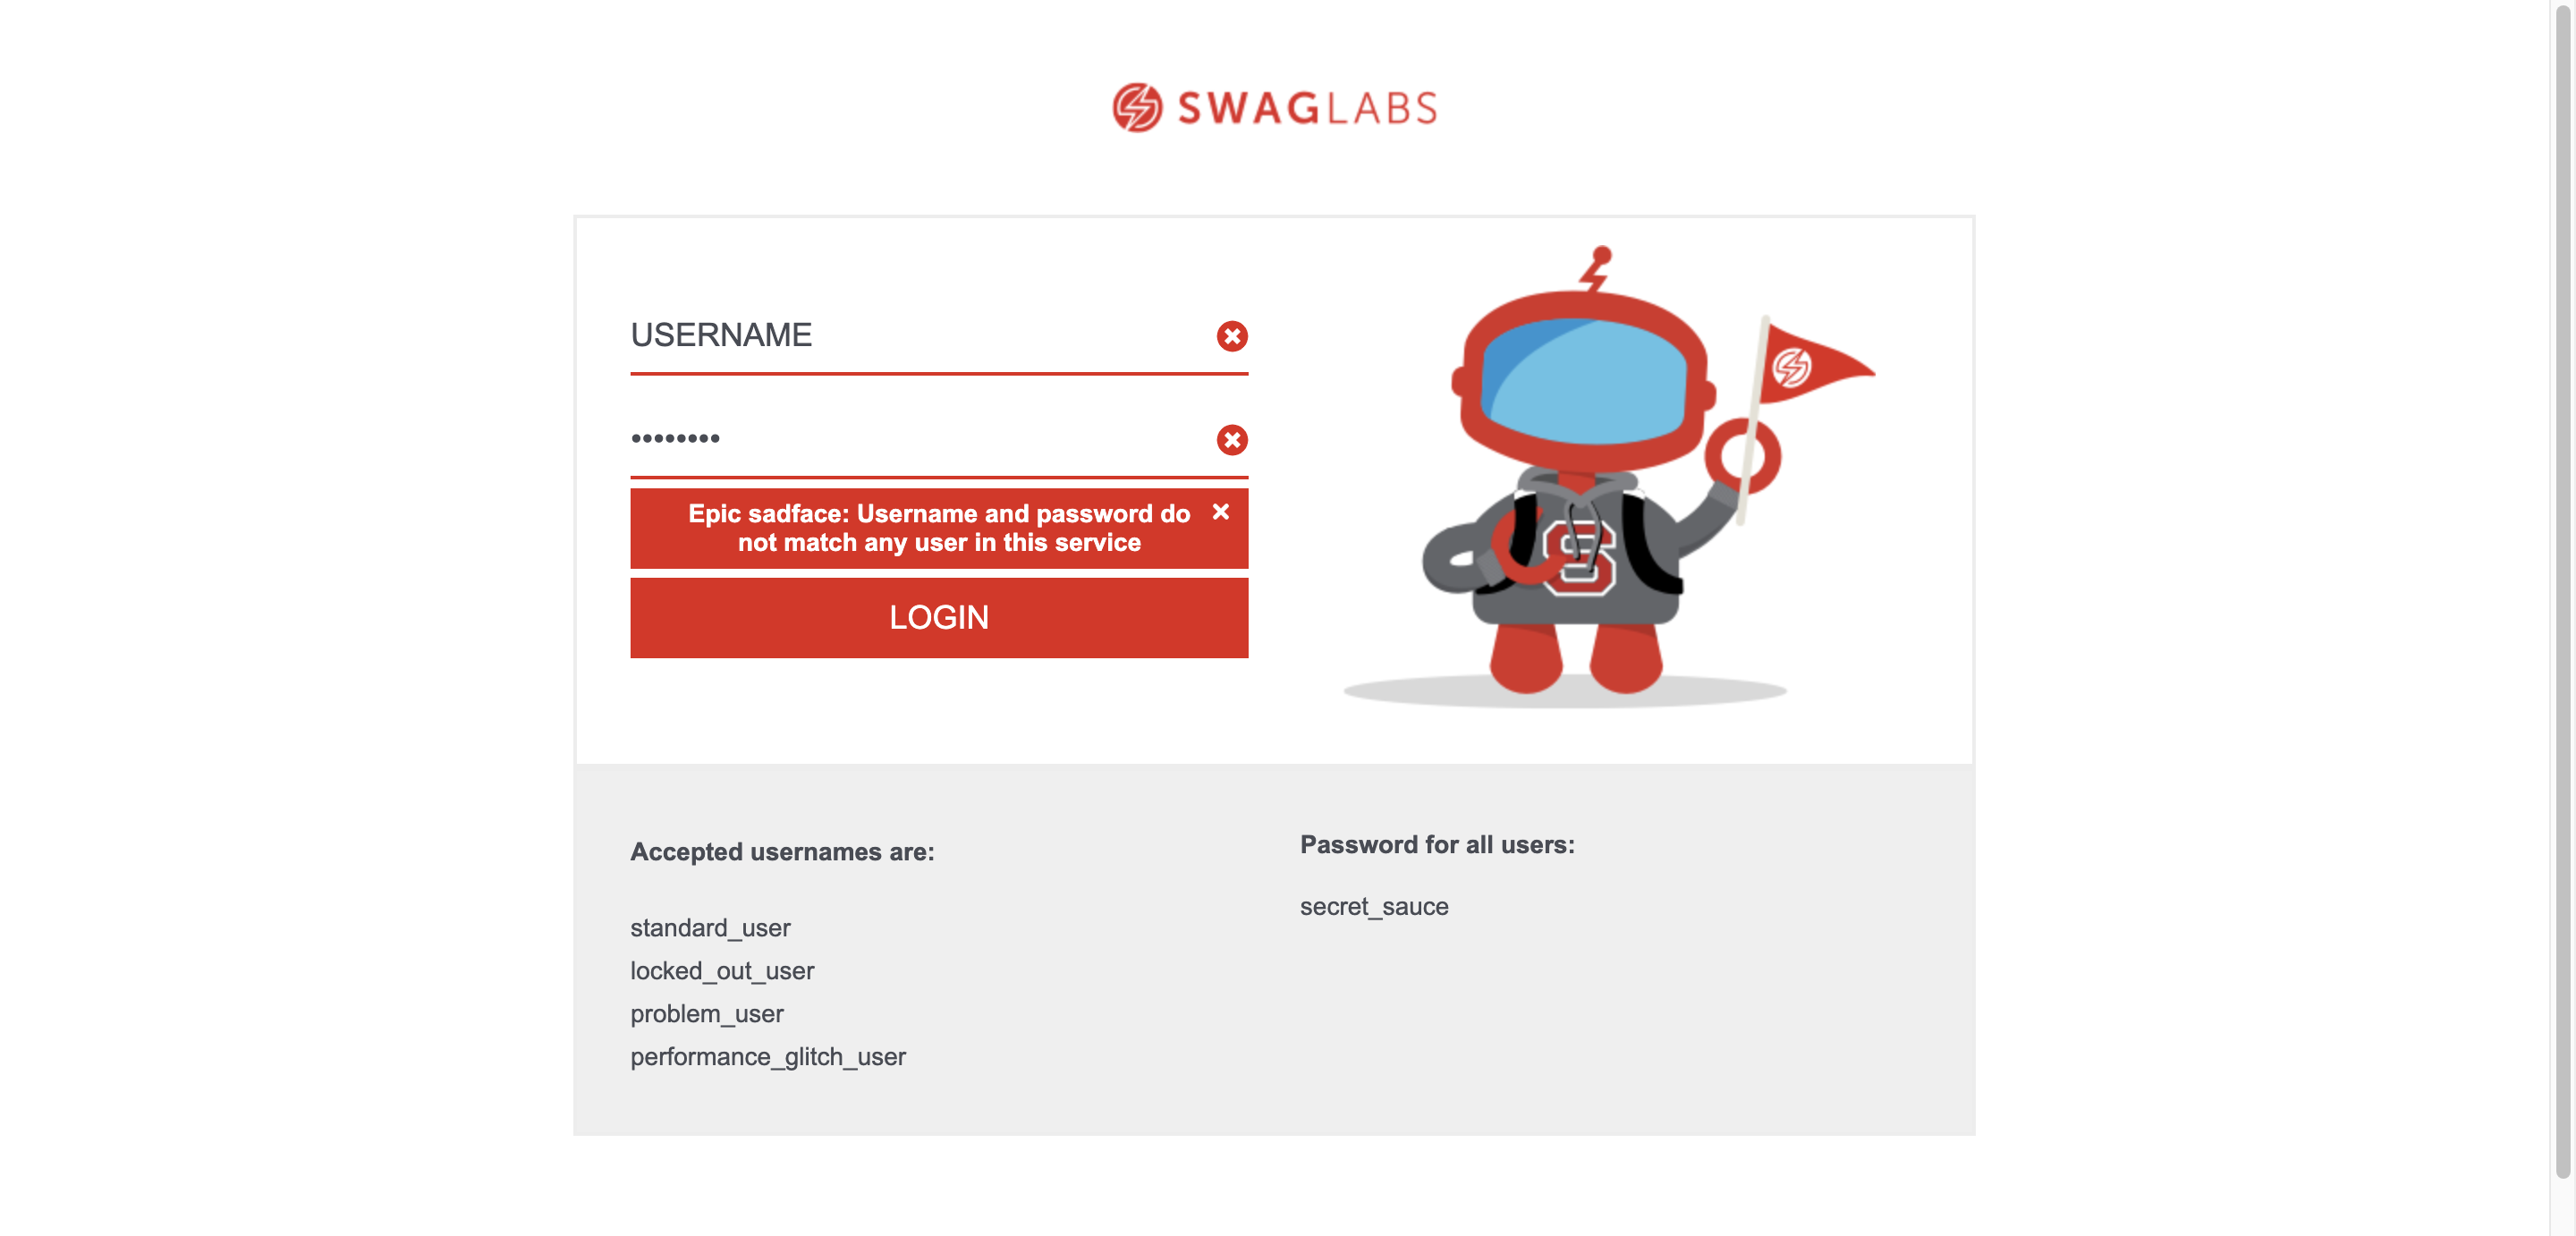 SWAGLABS
USERNAME
••••••••
Epic sadface: Username and password do
not match any user in this service
LOGIN
S
Accepted usernames are:
standard_user
locked_out_user
problem_user
performance_glitch_user
Password for all users:
secret_sauce